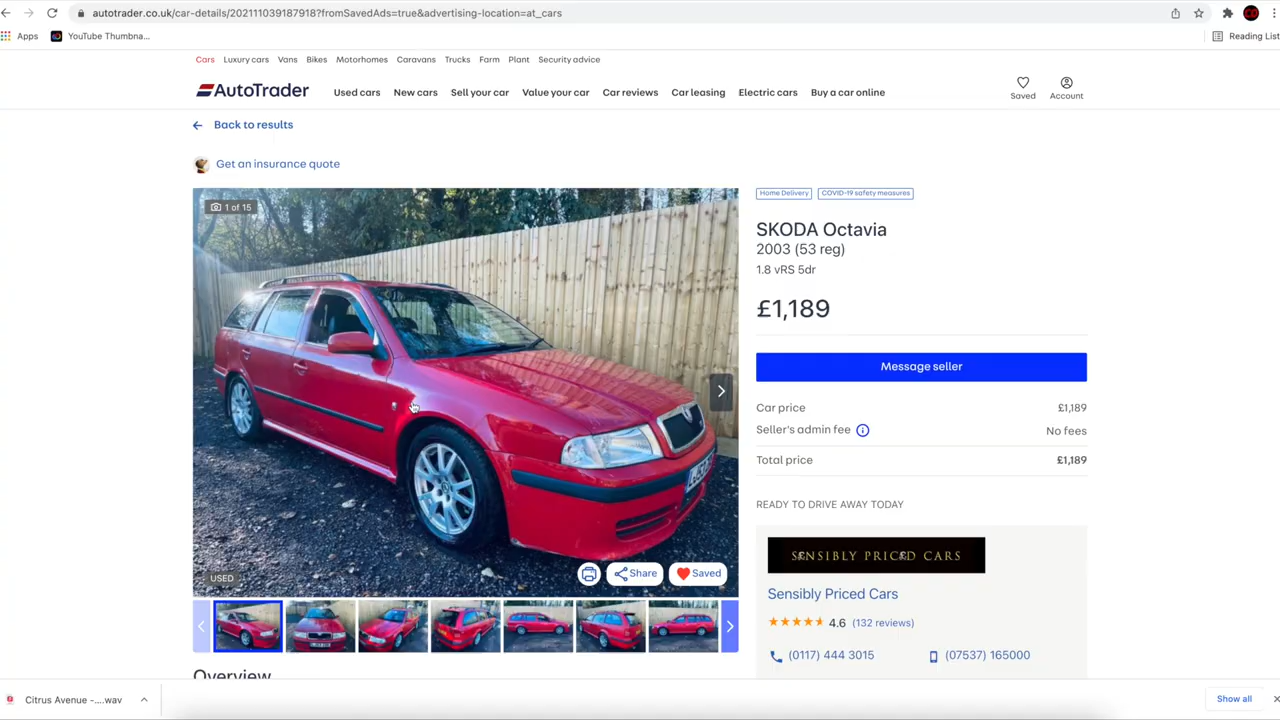 autotrader.co.uk/car-details/202111039187918?fromSavedAds=true&advertising-location=at_cars
Apps YouTube Thumbna... Reading List
Cars Luxury cars Vans Bikes Motorhomes Caravans Trucks Farm Plant Security advice
AutoTrader Used cars New cars Sell your car Value your car Car reviews Car leasing Electric cars Buy a car online Saved Account
Back to results
Get an insurance quote
1 of 15
USED
Share
Saved
Overview
Home Delivery COVID-19 safety measures
SKODA Octavia
2003 (53 reg)
1.8 vRS 5dr
£1,189
Message seller
Car price £1,189
Seller's admin fee No fees
Total price £1,189
READY TO DRIVE AWAY TODAY
S£NSIBLY PRIC£D CARS
Sensibly Priced Cars
4.6 (132 reviews)
(0117) 444 3015 (07537) 165000
Citrus Avenue -....wav Show all